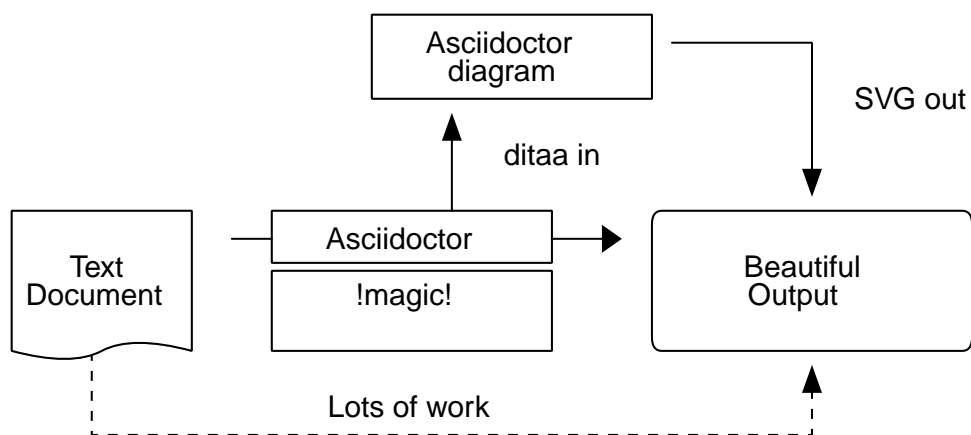 Asciidoctor
diagram
SVG out
ditaa in
Text
Document
Asciidoctor
!magic!
Beautiful
Output
Lots of work